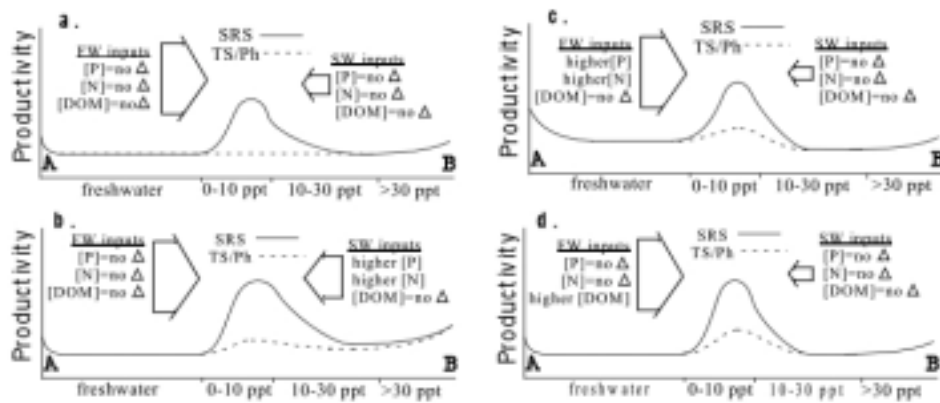 a.
Productivity
FW inputs
[P]=no Δ
[N]=no Δ
[DOM]=no Δ
SRS
TS/Ph
SW inputs
[P]=no Δ
[N]=no Δ
[DOM]=no Δ
A
B
freshwater 0-10 ppt 10-30 ppt >30 ppt
b.
Productivity
FW inputs
[P]=no Δ
[N]=no Δ
[DOM]=no Δ
SRS
TS/Ph
SW inputs
higher [P]
higher [N]
[DOM]=no Δ
A
B
freshwater 0-10 ppt 10-30 ppt >30 ppt
c.
Productivity
FW inputs
higher[P]
higher[N]
[DOM]=no Δ
SRS
TS/Ph
SW inputs
[P]=no Δ
[N]=no Δ
[DOM]=no Δ
A
B
freshwater 0-10 ppt 10-30 ppt >30 ppt
d.
Productivity
FW inputs
[P]=no Δ
[N]=no Δ
higher [DOM]
SRS
TS/Ph
SW inputs
[P]=no Δ
[N]=no Δ
[DOM]=no Δ
A
B
freshwater 0-10 ppt 10-30 ppt >30 ppt